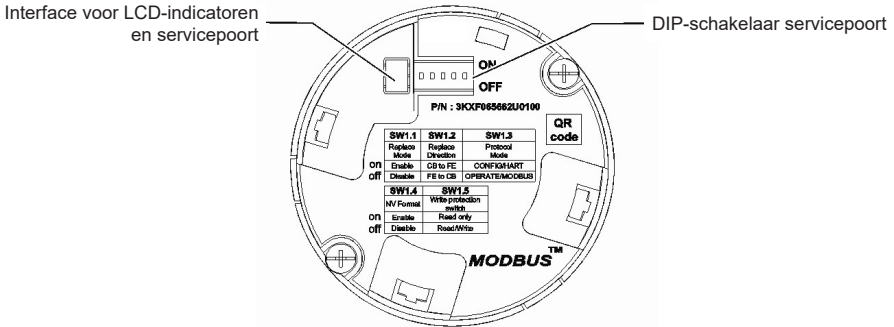 Interface voor LCD-indicatoren
en servicepoort
DIP-schakelaar servicepoort
ON
OFF
P/N : 3KXF065662U0100
QR
code
SW1.1 SW1.2 SW1.3
Replace Mode Replace Direction Protocol Mode
on Enable CB to FE CONFIG/HART
off Disable FE to CB OPERATE/MODBUS
SW1.4 SW1.5
NV Format Write protection switch
on Enable Read only
off Disable Read/Write
MODBUS™